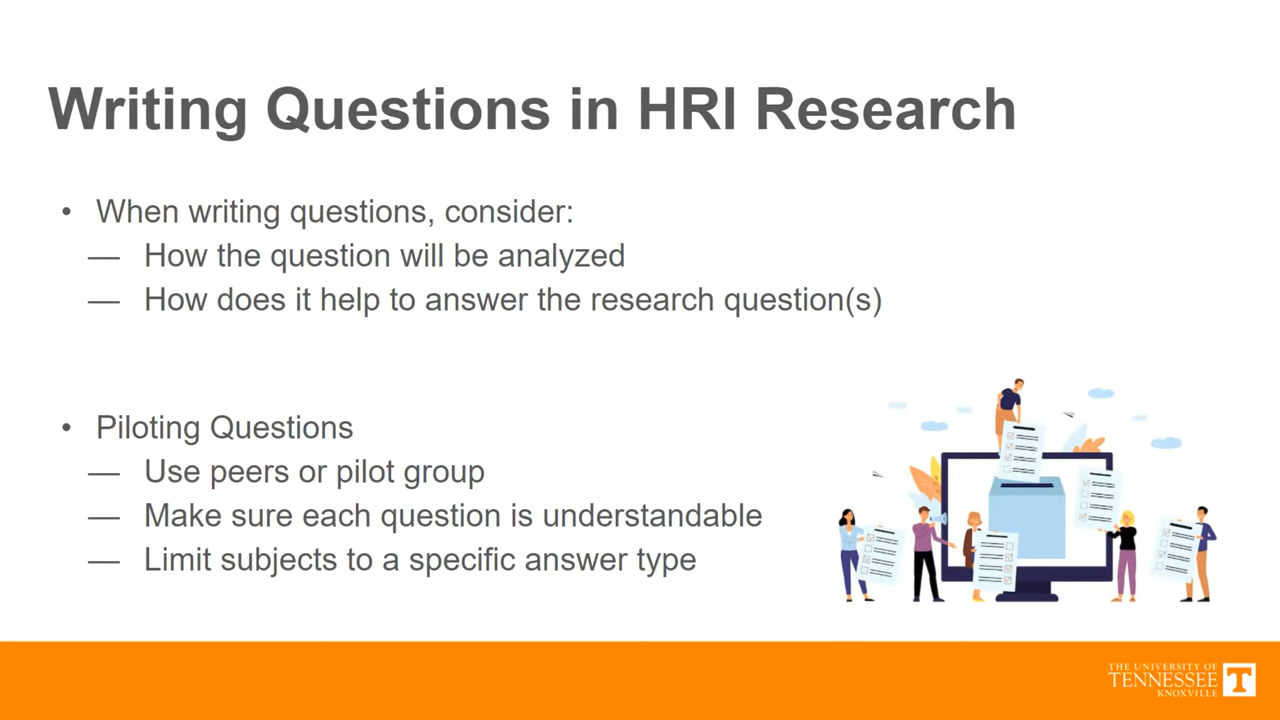 Writing Questions in HRI Research
• When writing questions, consider:
— How the question will be analyzed
— How does it help to answer the research question(s)
• Piloting Questions
— Use peers or pilot group
— Make sure each question is understandable
— Limit subjects to a specific answer type
THE UNIVERSITY OF
TENNESSEE
KNOXVILLE
T